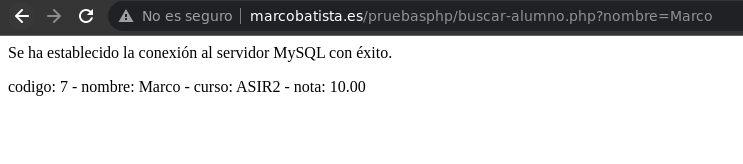 No es seguro | marcobatista.es/pruebasphp/buscar-alumno.php?nombre=Marco
Se ha establecido la conexión al servidor MySQL con éxito.
codigo: 7 - nombre: Marco - curso: ASIR2 - nota: 10.00